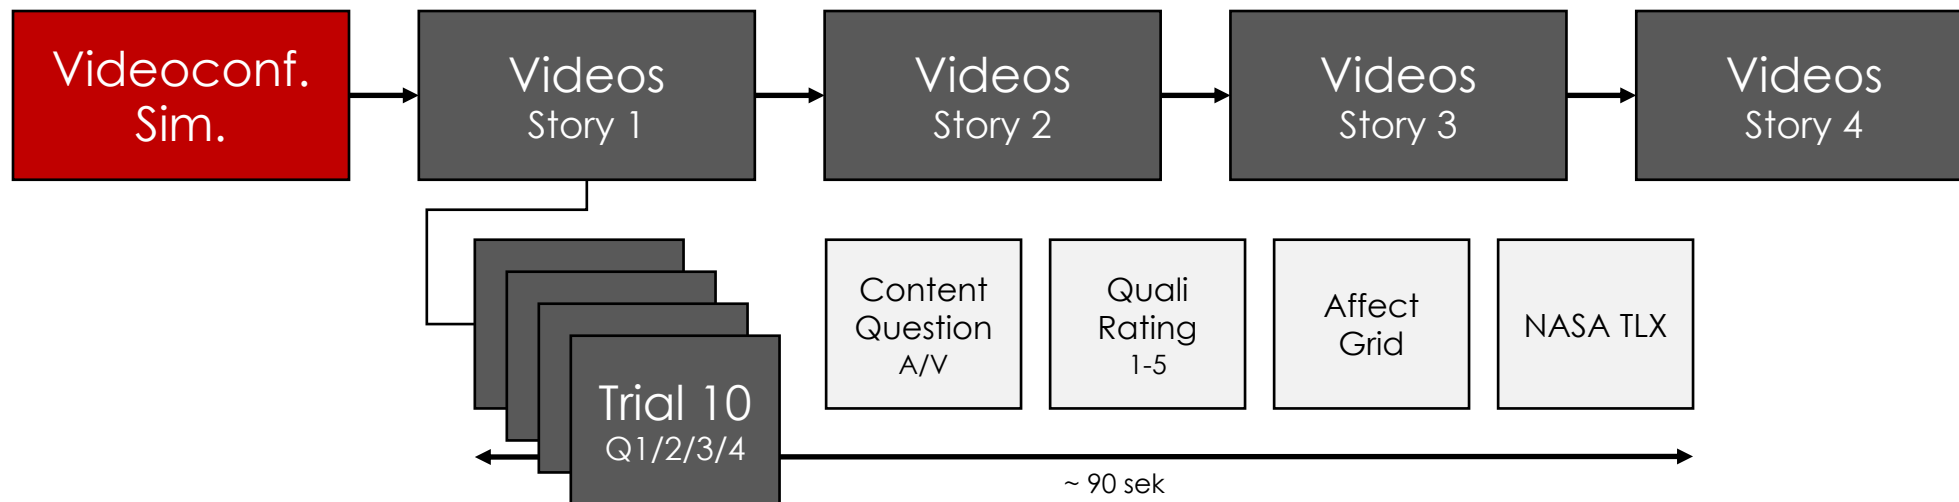 Videoconf.
Sim.
Videos
Story 1
Videos
Story 2
Videos
Story 3
Videos
Story 4
Trial 10
Q1/2/3/4
Content
Question
A/V
Quali
Rating
1-5
Affect
Grid
NASA TLX
~ 90 sek